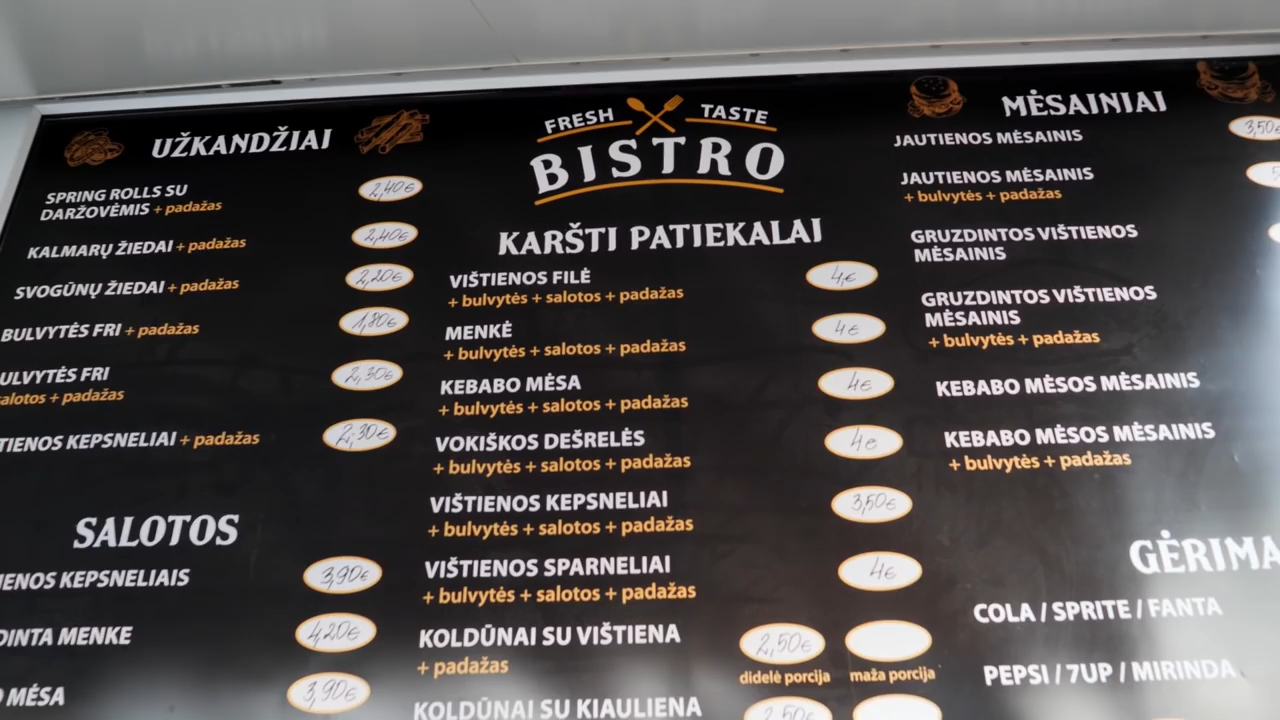 UŽKANDŽIAI
SPRING ROLLS SU
DARŽOVĖMIS + padažas 2,40€
KALMARŲ ŽIEDAI + padažas 2,40€
SVOGŪNŲ ŽIEDAI + padažas 2,20€
BULVYTĖS FRI + padažas 1,80€
FRI 2,30€
+ padažas
KEPSNELIAI + padažas 2,30€
SALOTOS
KEPSNELIAIS 3,90€
MENKE 4,20€
MĖSA 3,90€
FRESH TASTE
BISTRO
KARŠTI PATIEKALAI
VIŠTIENOS FILĖ 4,€
+ bulvytės + salotos + padažas
MENKĖ 4€
+ bulvytės + salotos + padažas
KEBABO MĖSA 4€
+ bulvytės + salotos + padažas
VOKIŠKOS DEŠRELĖS 4€
+ bulvytės + salotos + padažas
VIŠTIENOS KEPSNELIAI 3,50€
+ bulvytės + salotos + padažas
VIŠTIENOS SPARNELIAI 4€
+ bulvytės + salotos + padažas
KOLDŪNAI SU VIŠTIENA 2,50€
+ padažas didelė porcija maža porcija
KOLDŪNAI SU KIAULIENA 2,50€
MĖSAINIAI
JAUTIENOS MĖSAINIS 3,50€
JAUTIENOS MĖSAINIS
+ bulvytės + padažas
GRUZDINTOS VIŠTIENOS
MĖSAINIS
GRUZDINTOS VIŠTIENOS
MĖSAINIS
+ bulvytės + padažas
KEBABO MĖSOS MĖSAINIS
KEBABO MĖSOS MĖSAINIS
+ bulvytės + padažas
GĖRIMA
COLA / SPRITE / FANTA
PEPSI / 7UP / MIRINDA